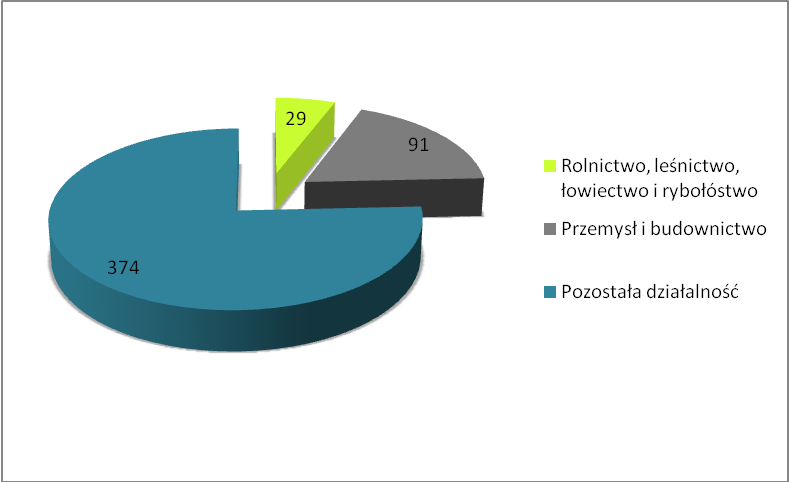 29
91
374
Rolnictwo, leśnictwo,
łowiectwo i rybołóstwo
Przemysł i budownictwo
Pozostała działalność